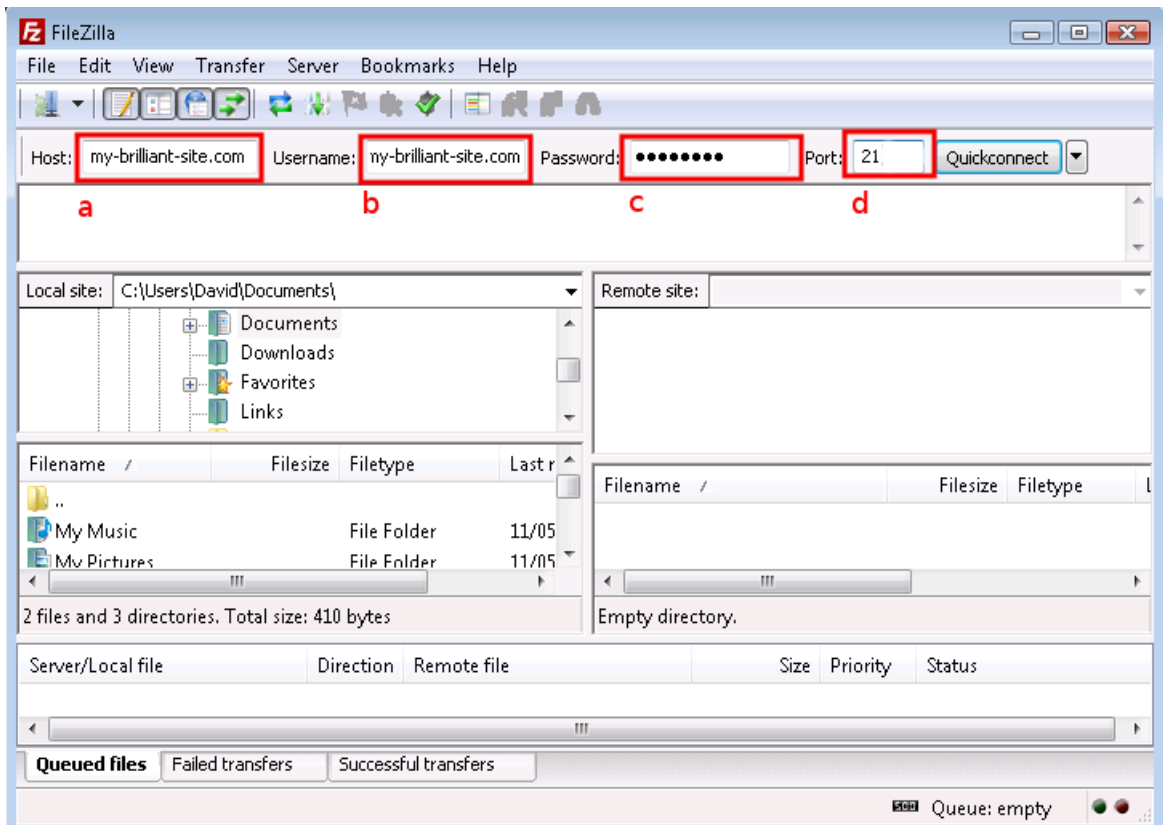 FileZilla
File Edit View Transfer Server Bookmarks Help
Host: my-brilliant-site.com Username: ny-brilliant-site.com Password: ●●●●●●●● Port: 21 Quickconnect
a b c d
Local site: C:\Users\David\Documents\ Remote site:
Documents
Downloads
Favorites
Links
Filename / Filesize Filetype Last r
..
My Music File Folder 11/05
My Pictures File Folder 11/05
2 files and 3 directories. Total size: 410 bytes
Filename / Filesize Filetype L
Empty directory.
Server/Local file Direction Remote file Size Priority Status
Queued files Failed transfers Successful transfers
Queue: empty